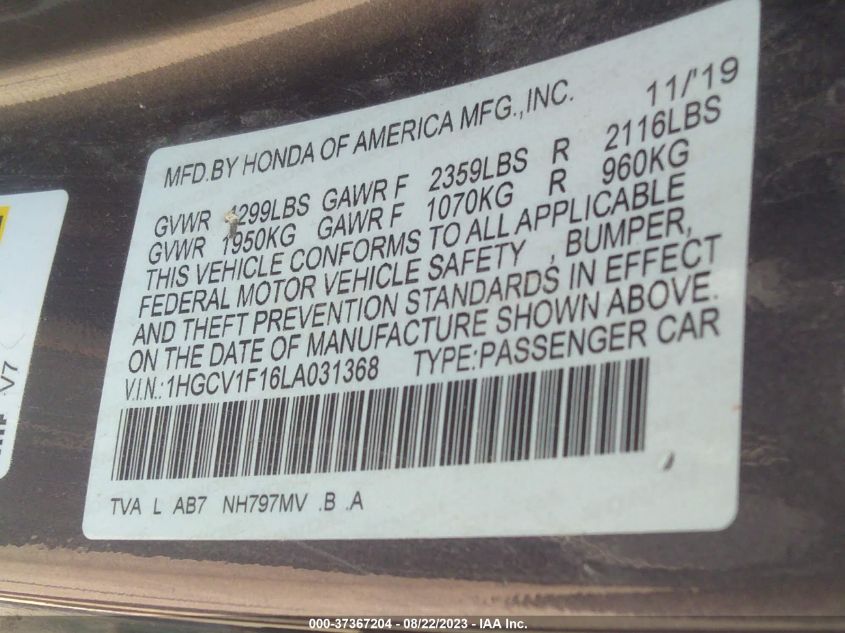 MFD.BY HONDA OF AMERICA MFG.,INC. 11/'19
GVWR 4299LBS GAWR F 2359LBS R 2116LBS
GVWR 1950KG GAWR F 1070KG R 960KG
THIS VEHICLE CONFORMS TO ALL APPLICABLE
FEDERAL MOTOR VEHICLE SAFETY , BUMPER,
AND THEFT PREVENTION STANDARDS IN EFFECT
ON THE DATE OF MANUFACTURE SHOWN ABOVE.
V.I.N.:1HGCV1F16LA031368 TYPE:PASSENGER CAR
TVA L AB7 NH797MV .B .A
V7
000-37367204 - 08/22/2023 - IAA Inc.